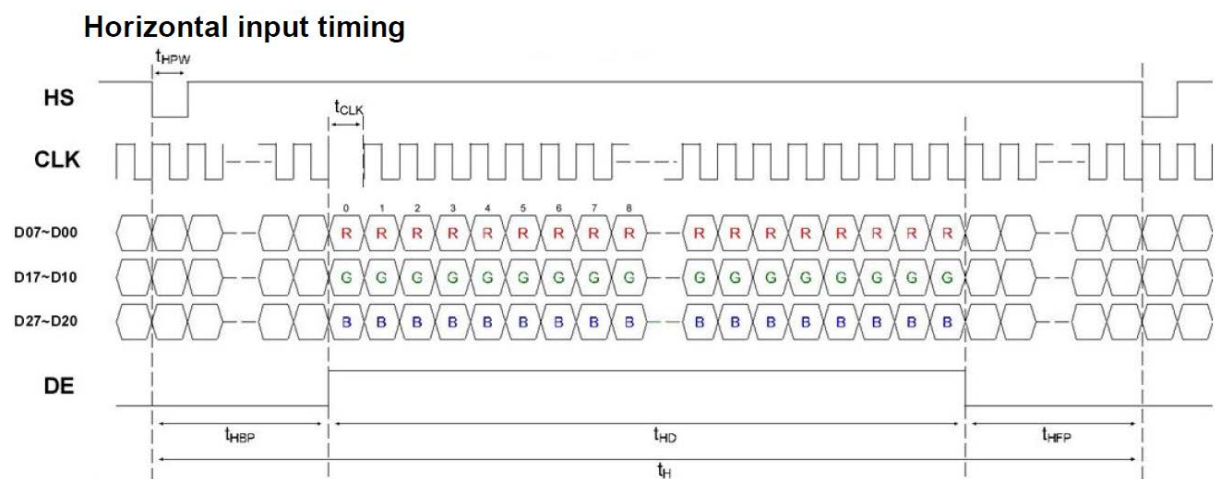 Horizontal input timing
tHPW
HS
tCLK
CLK
0 1 2 3 4 5 6 7 8
D07~D00 R R R R R R R R R R R R R R R R R
D17~D10 G G G G G G G G G G G G G G G G G
D27~D20 B B B B B B B B B B B B B B B B B
DE
tHBP tHD tHFP
tH